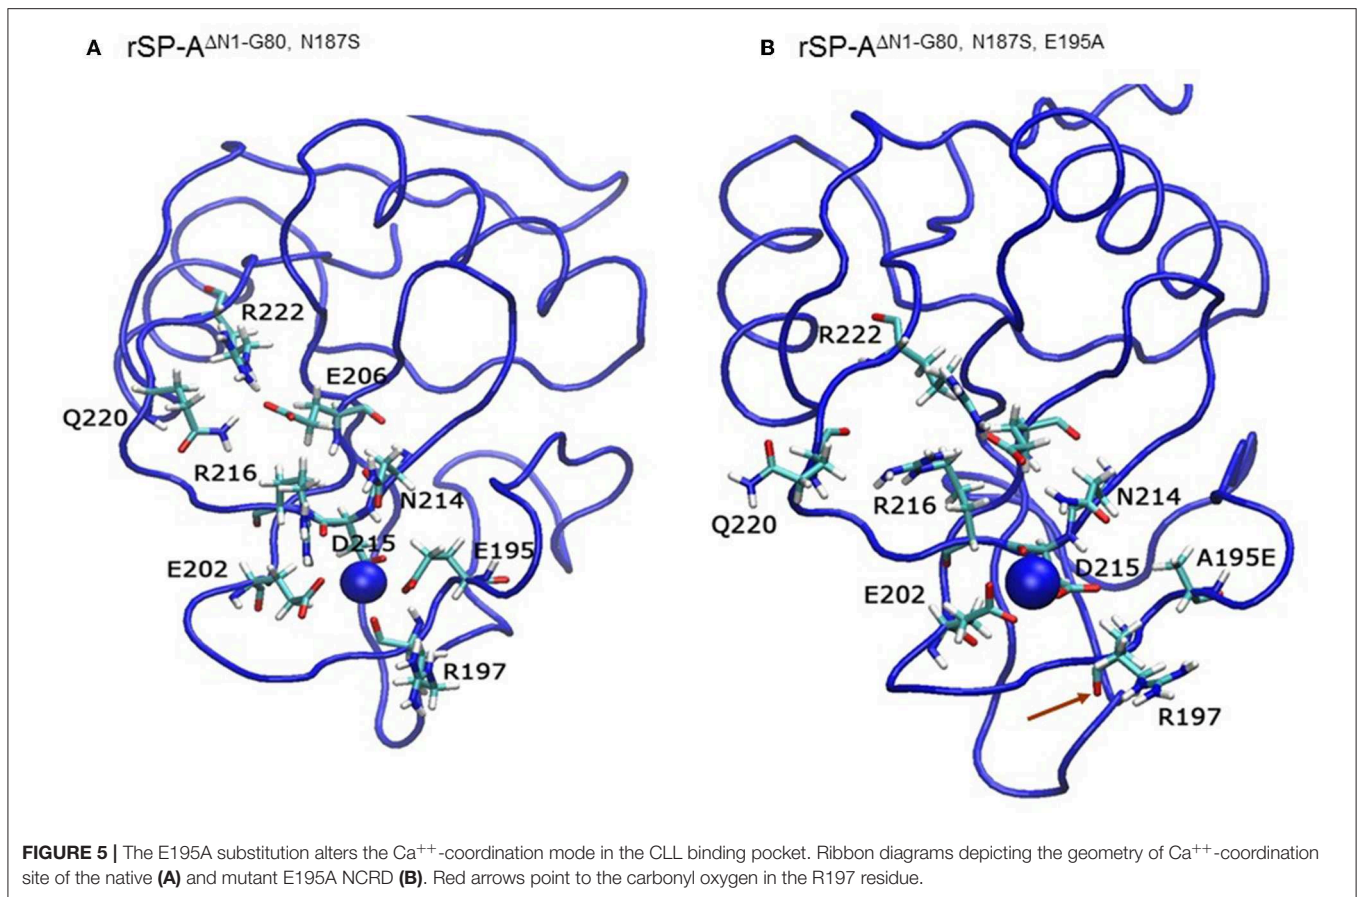 A rSP-A^ΔN1-G80, N187S
B rSP-A^ΔN1-G80, N187S, E195A
R222
E206
Q220
R216
N214
D215
E195
E202
R197
R222
R216
N214
Q220
D215
A195E
E202
R197
FIGURE 5 | The E195A substitution alters the Ca⁺⁺-coordination mode in the CLL binding pocket. Ribbon diagrams depicting the geometry of Ca⁺⁺-coordination
site of the native (A) and mutant E195A NCRD (B). Red arrows point to the carbonyl oxygen in the R197 residue.